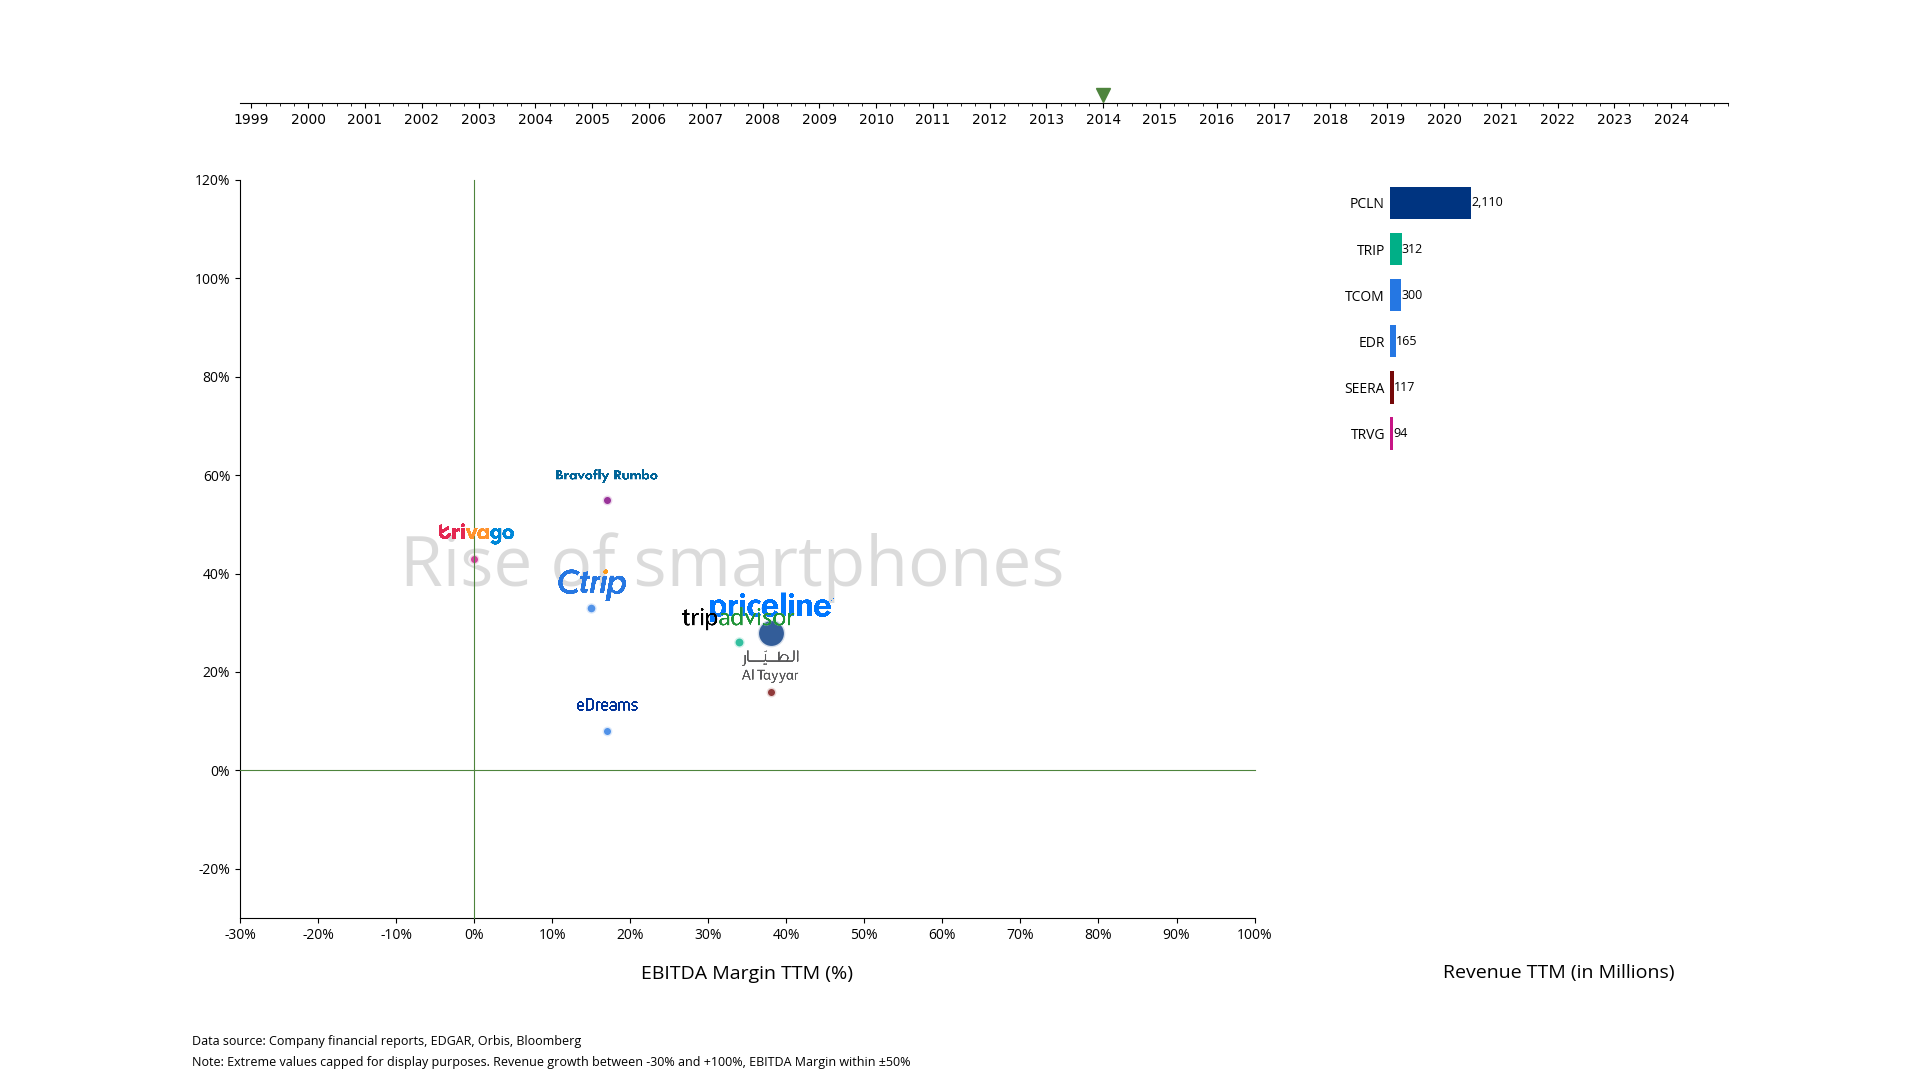 1999 2000 2001 2002 2003 2004 2005 2006 2007 2008 2009 2010 2011 2012 2013 2014 2015 2016 2017 2018 2019 2020 2021 2022 2023 2024
120%
100%
80%
60%
40%
20%
0%
-20%
Rise of smartphones
Bravofly Rumbo
trivago
Ctrip
priceline
tripadvisor
الطيّار
Al Tayyar
eDreams
-30% -20% -10% 0% 10% 20% 30% 40% 50% 60% 70% 80% 90% 100%
EBITDA Margin TTM (%)
PCLN 2,110
TRIP 312
TCOM 300
EDR 165
SEERA 117
TRVG 94
Revenue TTM (in Millions)
Data source: Company financial reports, EDGAR, Orbis, Bloomberg
Note: Extreme values capped for display purposes. Revenue growth between -30% and +100%, EBITDA Margin within ±50%